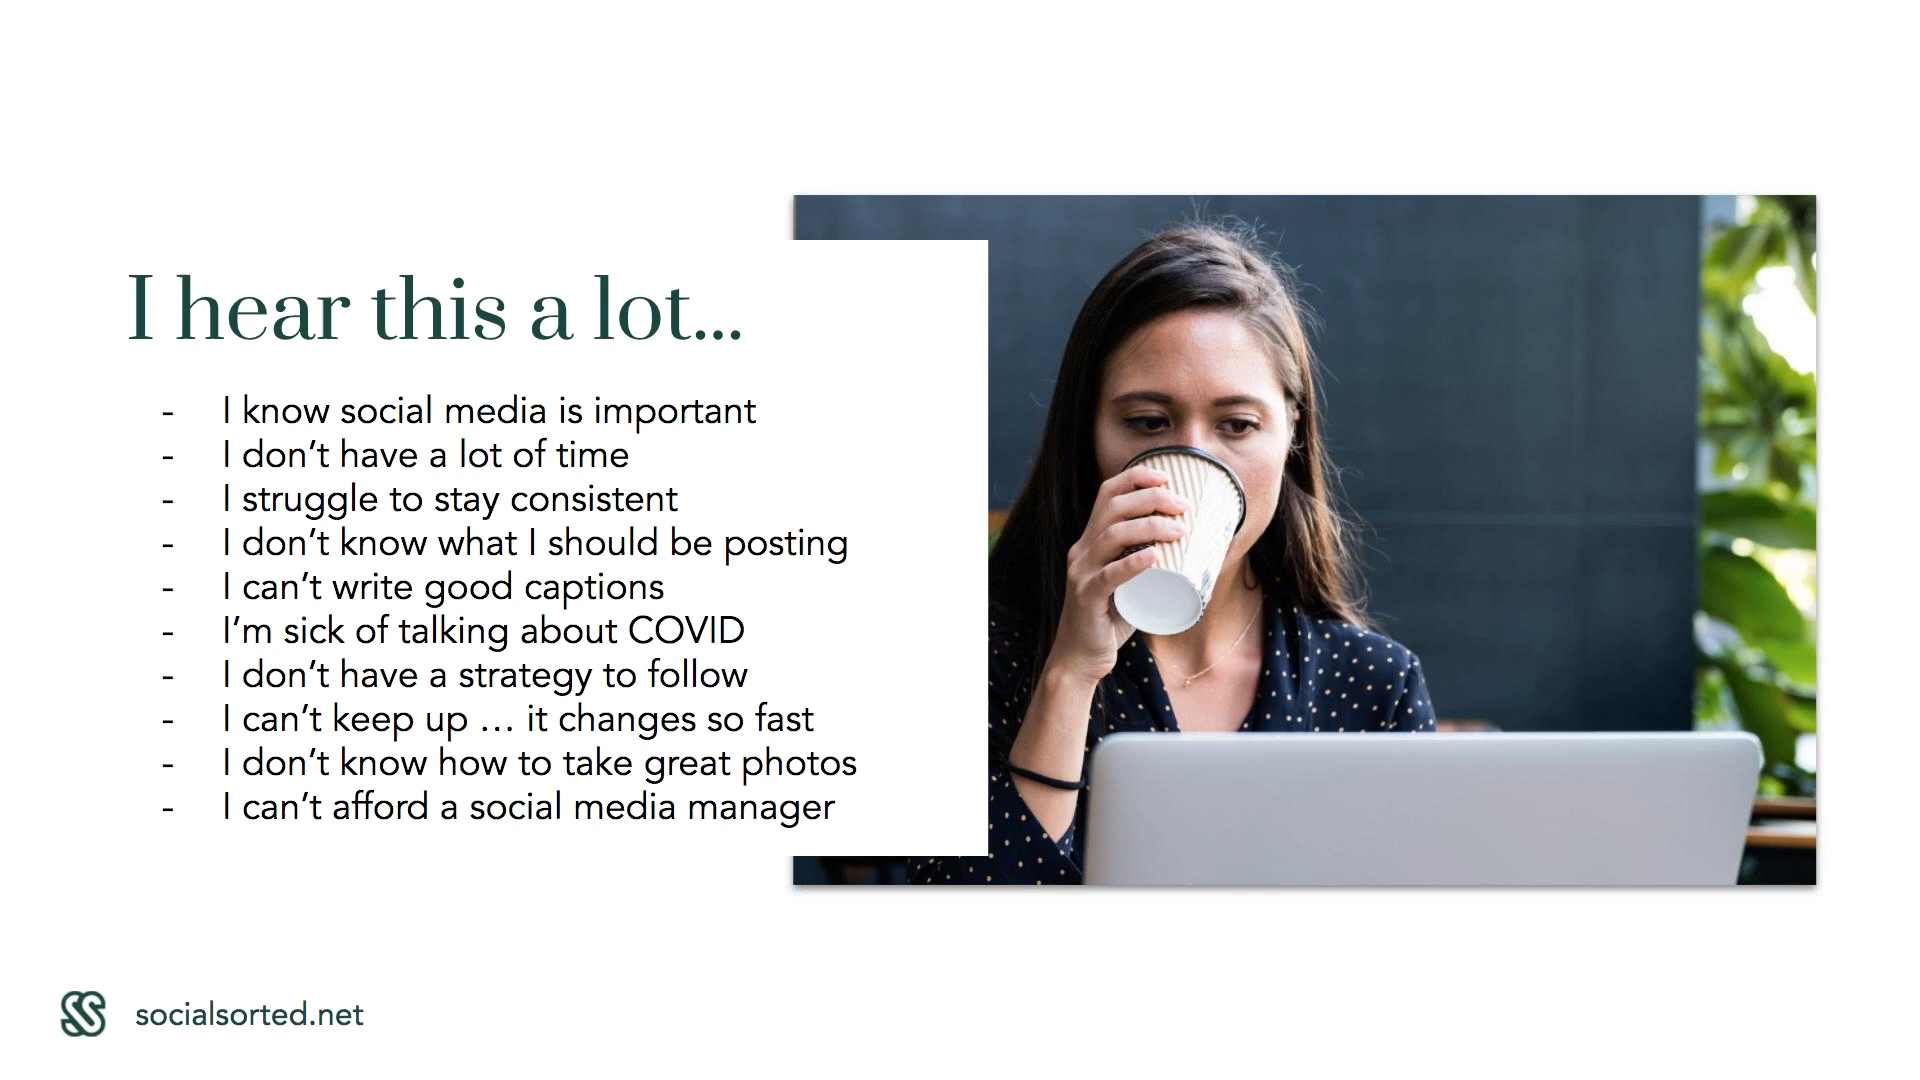 I hear this a lot...
- I know social media is important
- I don’t have a lot of time
- I struggle to stay consistent
- I don’t know what I should be posting
- I can’t write good captions
- I’m sick of talking about COVID
- I don’t have a strategy to follow
- I can’t keep up … it changes so fast
- I don’t know how to take great photos
- I can’t afford a social media manager
socialsorted.net